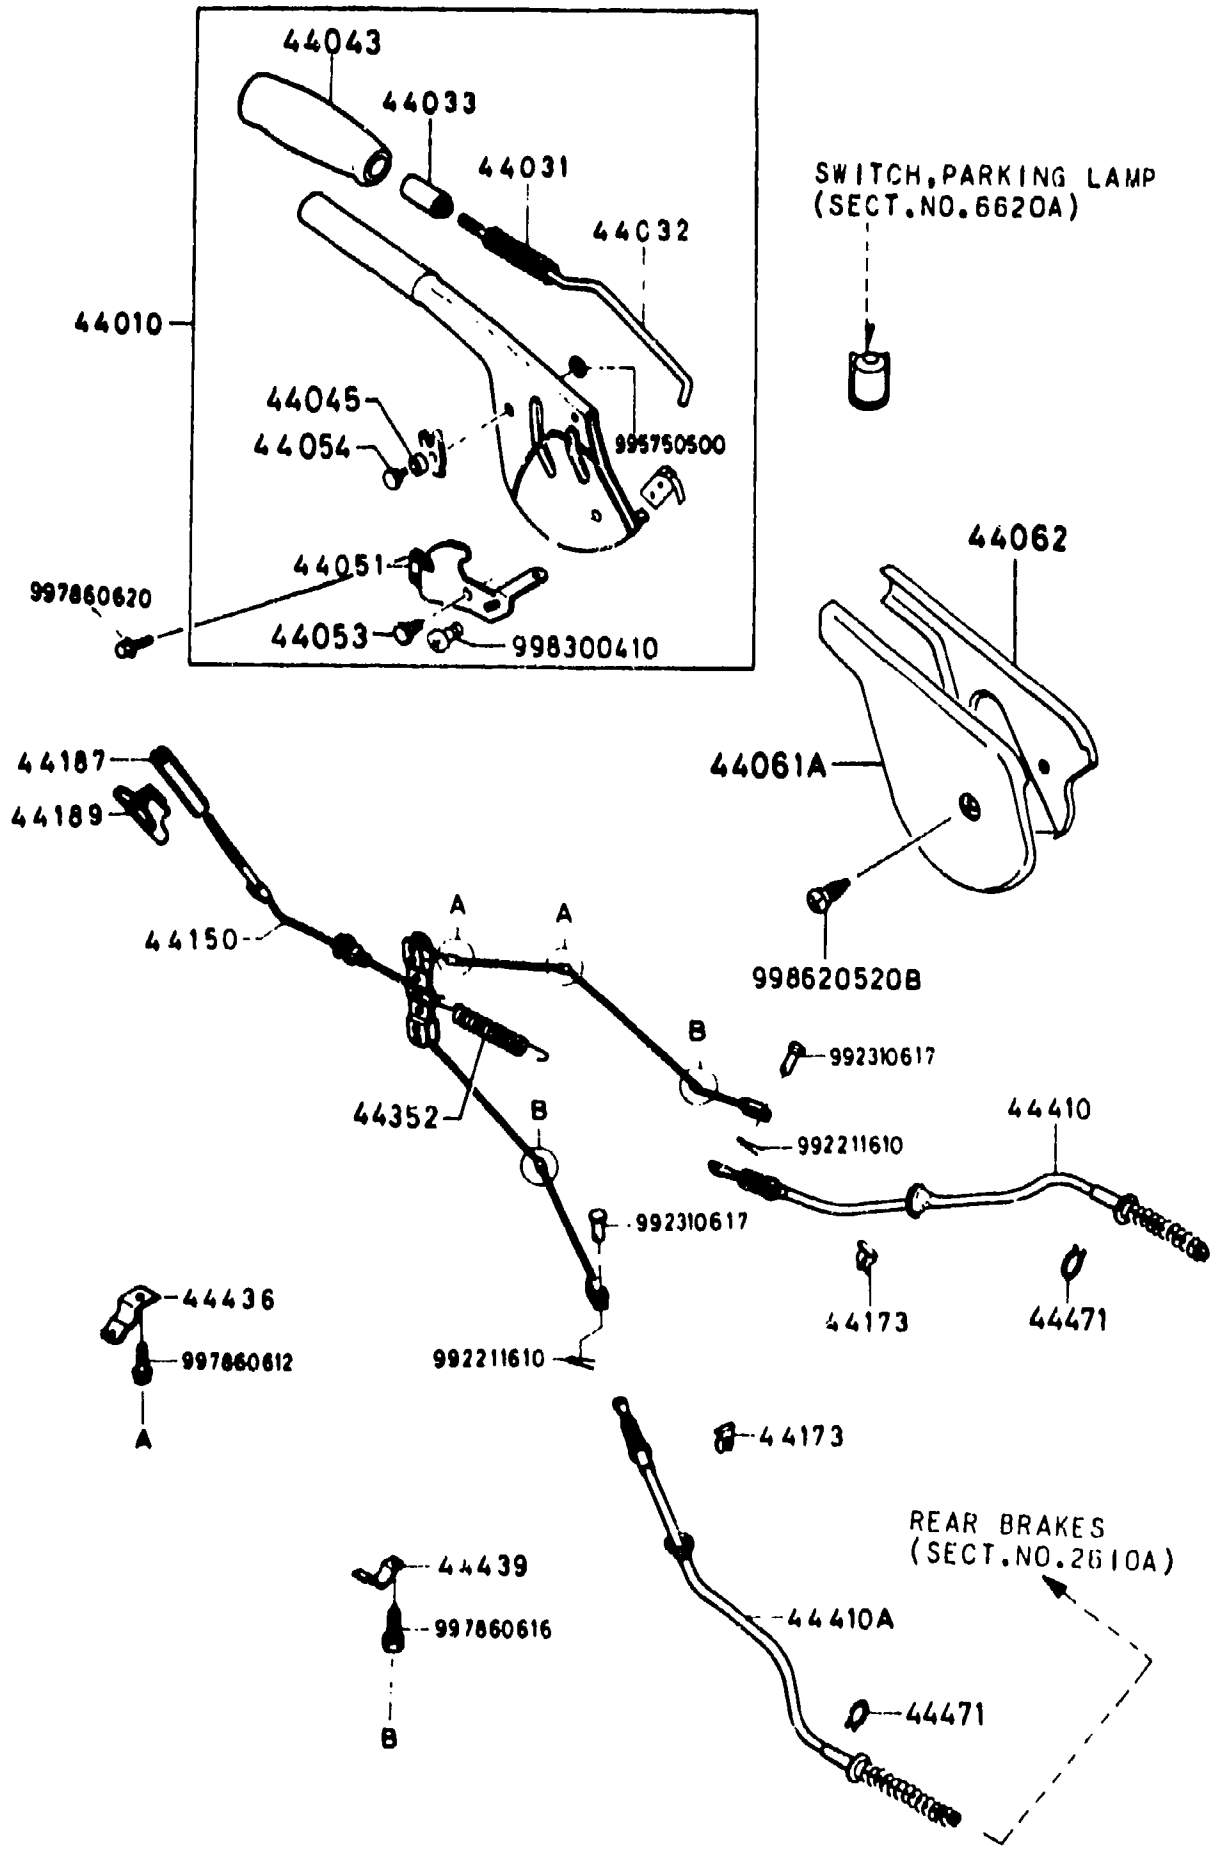 44043
44033
44031
44032
SWITCH,PARKING LAMP
(SECT.NO.6620A)
44010
44045
44054
995750500
44051
997860620
44053
998300410
44062
44061A
998620520B
44187
44189
44150
A
A
B
44352
B
992310617
992211610
44410
992310617
44173
44471
44436
997860612
A
992211610
44173
REAR BRAKES
(SECT.NO.2610A)
44439
997860616
B
44410A
44471